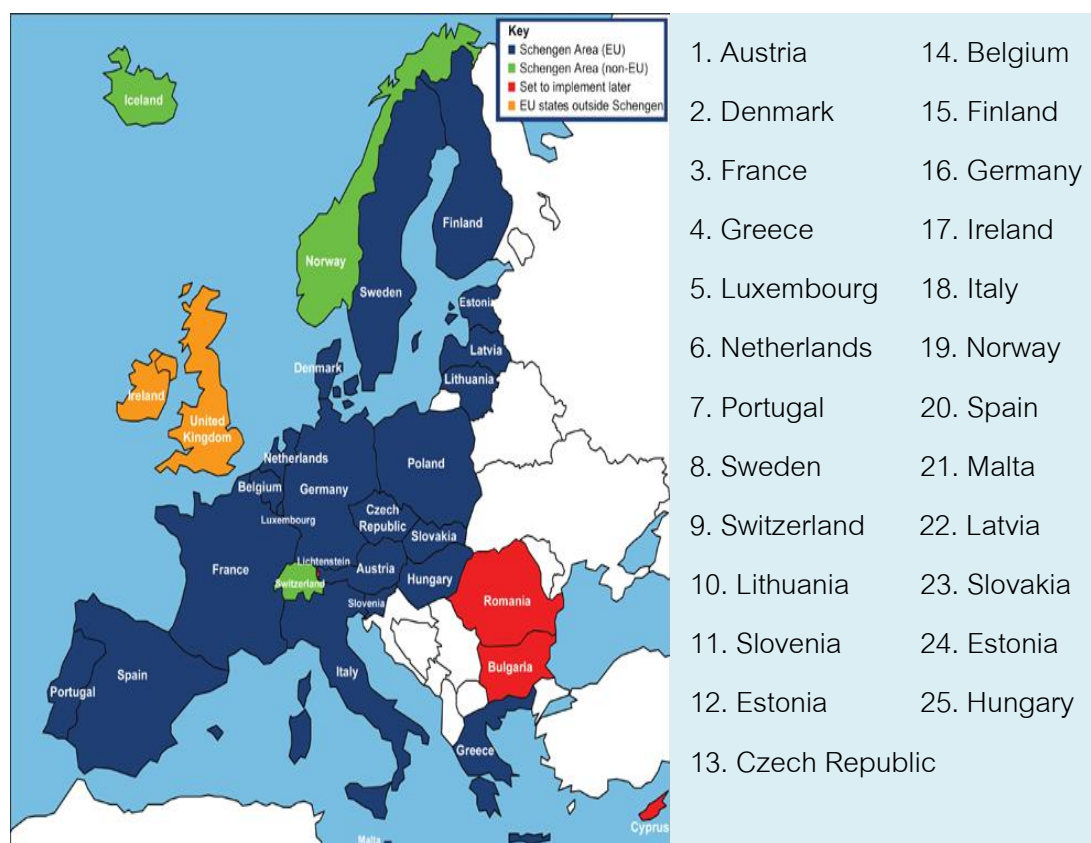 Key
Schengen Area (EU)
Schengen Area (non-EU)
Set to implement later
EU states outside Schengen
Iceland
Finland
Norway
Sweden
Estonia
Latvia
Denmark
Lithuania
Ireland
United
Kingdom
Netherlands
Poland
Belgium
Germany
Czech
Republic
Luxembourg
Slovakia
Lichtenstein
France
Austria
Switzerland
Hungary
Slovenia
Romania
Bulgaria
Italy
Spain
Portugal
Greece
Cyprus
Malta
1. Austria
2. Denmark
3. France
4. Greece
5. Luxembourg
6. Netherlands
7. Portugal
8. Sweden
9. Switzerland
10. Lithuania
11. Slovenia
12. Estonia
13. Czech Republic
14. Belgium
15. Finland
16. Germany
17. Ireland
18. Italy
19. Norway
20. Spain
21. Malta
22. Latvia
23. Slovakia
24. Estonia
25. Hungary